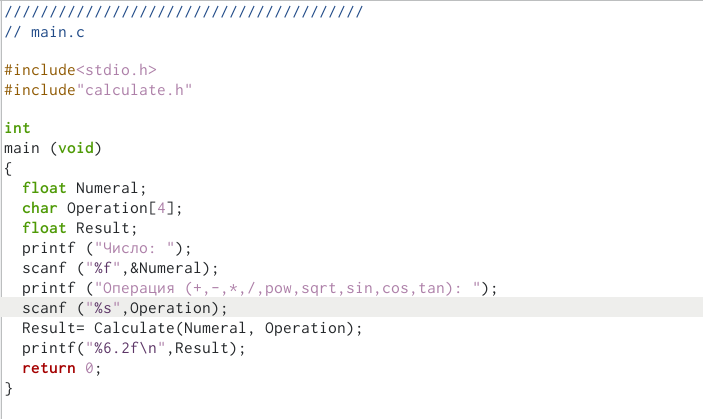 ////////////////////////////////////////
// main.c
#include<stdio.h>
#include"calculate.h"
int
main (void)
{
  float Numeral;
  char Operation[4];
  float Result;
  printf ("Число: ");
  scanf ("%f",&Numeral);
  printf ("Операция (+,-,*,/,pow,sqrt,sin,cos,tan): ");
  scanf ("%s",Operation);
  Result= Calculate(Numeral, Operation);
  printf("%6.2f\n",Result);
  return 0;
}